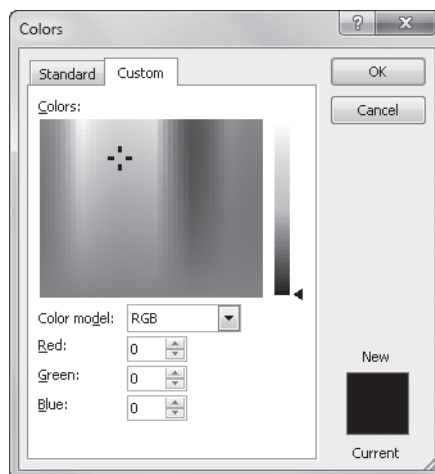 Colors
Standard Custom
OK
Cancel
Colors:
Color model: RGB
Red: 0
Green: 0
Blue: 0
New
Current